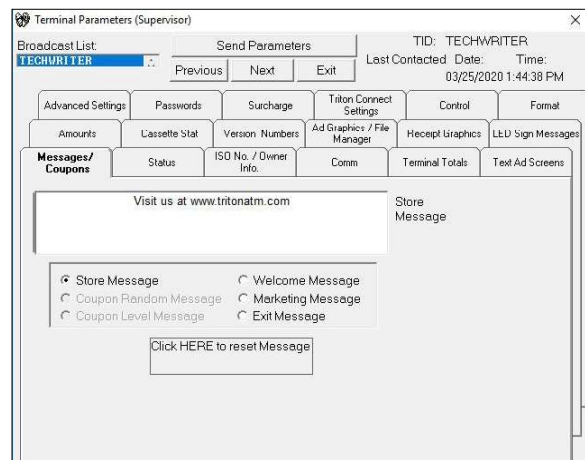 Terminal Parameters (Supervisor)
Broadcast List:
TECHWRITER
Send Parameters
Previous
Next
Exit
TID: TECHWRITER
Last Contacted Date: Time:
03/25/2020 1:44:38 PM
Advanced Settings
Passwords
Surcharge
Triton Connect
Settings
Control
Format
Amounts
Cassette Stat
Version Numbers
Ad Graphics / File
Manager
Receipt Graphics
LED Sign Messages
Messages/
Coupons
Status
ISO No. / Owner
Info.
Comm
Terminal Totals
Text Ad Screens
Visit us at www.tritonatm.com
Store
Message
Store Message
Welcome Message
Coupon Random Message
Marketing Message
Coupon Level Message
Exit Message
Click HERE to reset Message